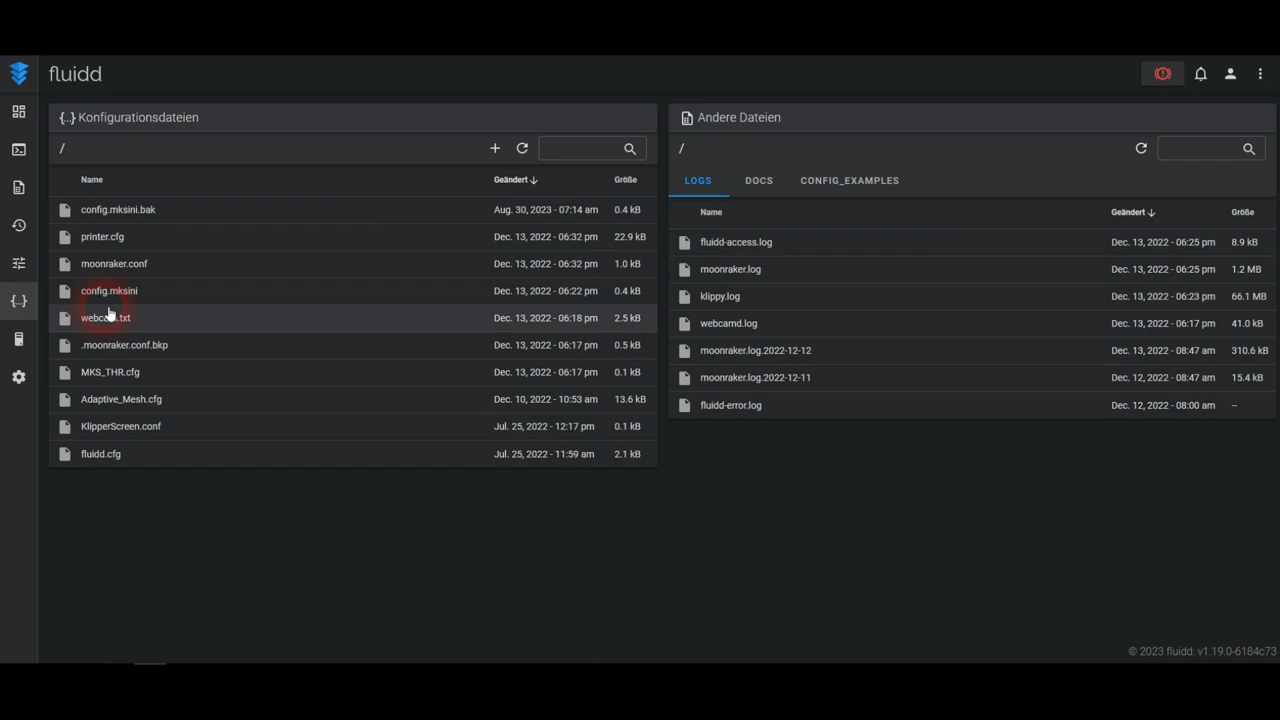 fluidd
{..} Konfigurationsdateien
/
Name Geändert Größe
config.mksini.bak Aug. 30, 2023 - 07:14 am 0.4 kB
printer.cfg Dec. 13, 2022 - 06:32 pm 22.9 kB
moonraker.conf Dec. 13, 2022 - 06:32 pm 1.0 kB
config.mksini Dec. 13, 2022 - 06:22 pm 0.4 kB
.txt Dec. 13, 2022 - 06:18 pm 2.5 kB
.moonraker.conf.bkp Dec. 13, 2022 - 06:17 pm 0.5 kB
MKS_THR.cfg Dec. 13, 2022 - 06:17 pm 0.1 kB
Adaptive_Mesh.cfg Dec. 10, 2022 - 10:53 am 13.6 kB
KlipperScreen.conf Jul. 25, 2022 - 12:17 pm 0.1 kB
fluidd.cfg Jul. 25, 2022 - 11:59 am 2.1 kB
Andere Dateien
/
LOGS DOCS CONFIG_EXAMPLES
Name Geändert Größe
fluidd-access.log Dec. 13, 2022 - 06:25 pm 8.9 kB
moonraker.log Dec. 13, 2022 - 06:25 pm 1.2 MB
klippy.log Dec. 13, 2022 - 06:23 pm 66.1 MB
webcamd.log Dec. 13, 2022 - 06:17 pm 41.0 kB
moonraker.log.2022-12-12 Dec. 13, 2022 - 08:47 am 310.6 kB
moonraker.log.2022-12-11 Dec. 12, 2022 - 08:47 am 15.4 kB
fluidd-error.log Dec. 12, 2022 - 08:00 am –
© 2023 fluidd: v1.19.0-6184c73